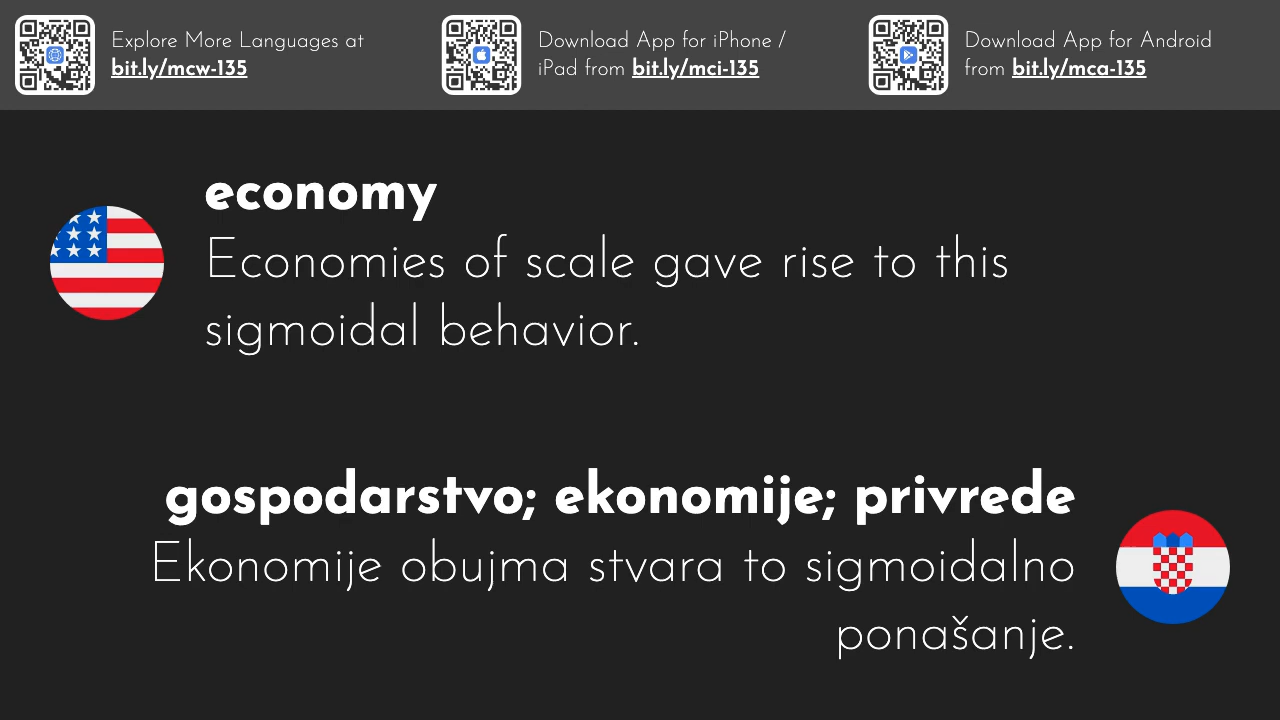 Explore More Languages at
bit.ly/mcw-135
Download App for iPhone /
iPad from bit.ly/mci-135
Download App for Android
from bit.ly/mca-135
economy
Economies of scale gave rise to this
sigmoidal behavior.
gospodarstvo; ekonomije; privrede
Ekonomije obujma stvara to sigmoidalno
ponašanje.